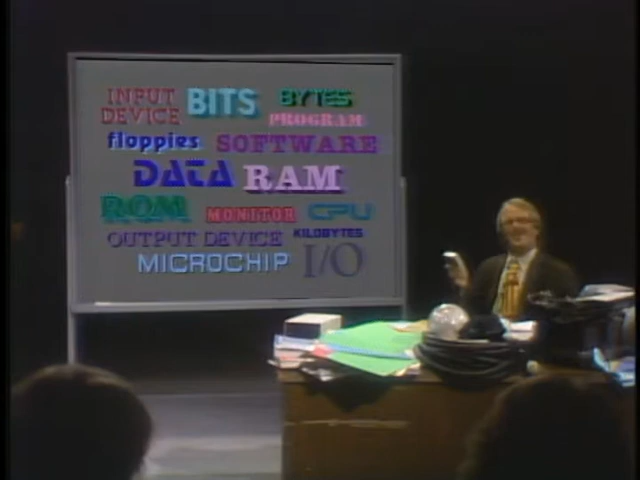 INPUT DEVICE BITS BYTES
PROGRAM
floppies SOFTWARE
DATA RAM
ROM MONITOR CPU
OUTPUT DEVICE KILOBYTES
MICROCHIP I/O